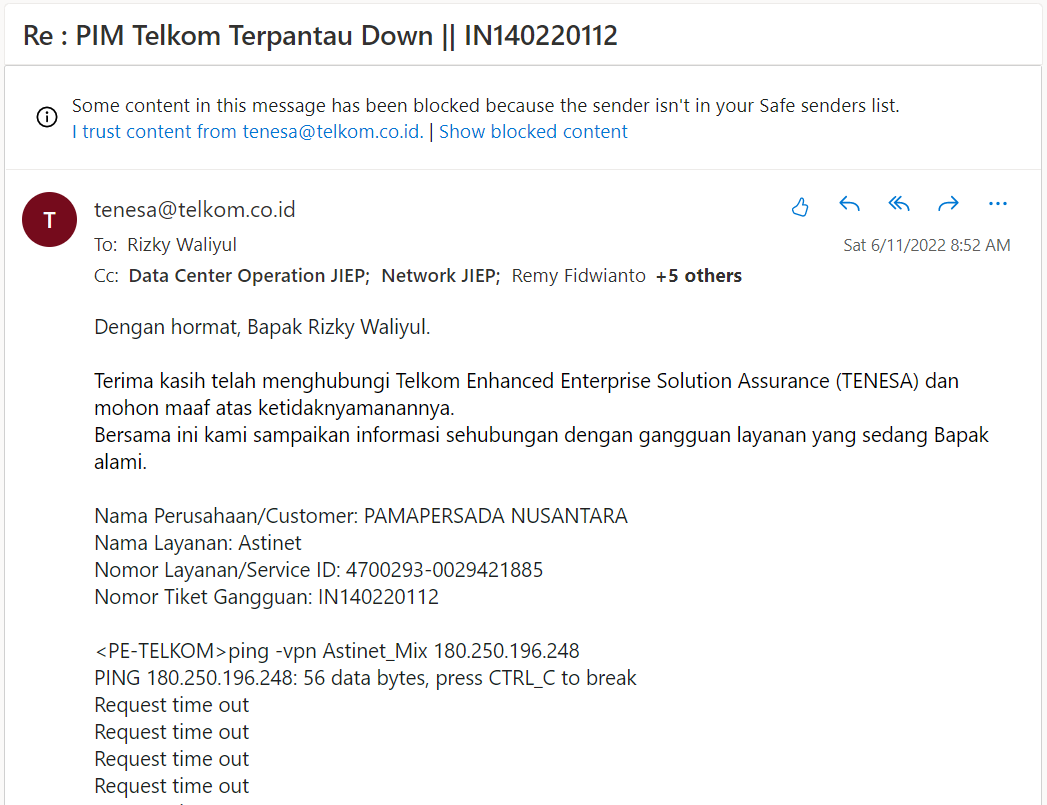 Re : PIM Telkom Terpantau Down || IN140220112
Some content in this message has been blocked because the sender isn't in your Safe senders list.
I trust content from tenesa@telkom.co.id. | Show blocked content
T
tenesa@telkom.co.id
To: Rizky Waliyul
Sat 6/11/2022 8:52 AM
Cc: Data Center Operation JIEP; Network JIEP; Remy Fidwianto +5 others
Dengan hormat, Bapak Rizky Waliyul.
Terima kasih telah menghubungi Telkom Enhanced Enterprise Solution Assurance (TENESA) dan
mohon maaf atas ketidaknyamanannya.
Bersama ini kami sampaikan informasi sehubungan dengan gangguan layanan yang sedang Bapak
alami.
Nama Perusahaan/Customer: PAMAPERSADA NUSANTARA
Nama Layanan: Astinet
Nomor Layanan/Service ID: 4700293-0029421885
Nomor Tiket Gangguan: IN140220112
<PE-TELKOM>ping -vpn Astinet_Mix 180.250.196.248
PING 180.250.196.248: 56 data bytes, press CTRL_C to break
Request time out
Request time out
Request time out
Request time out